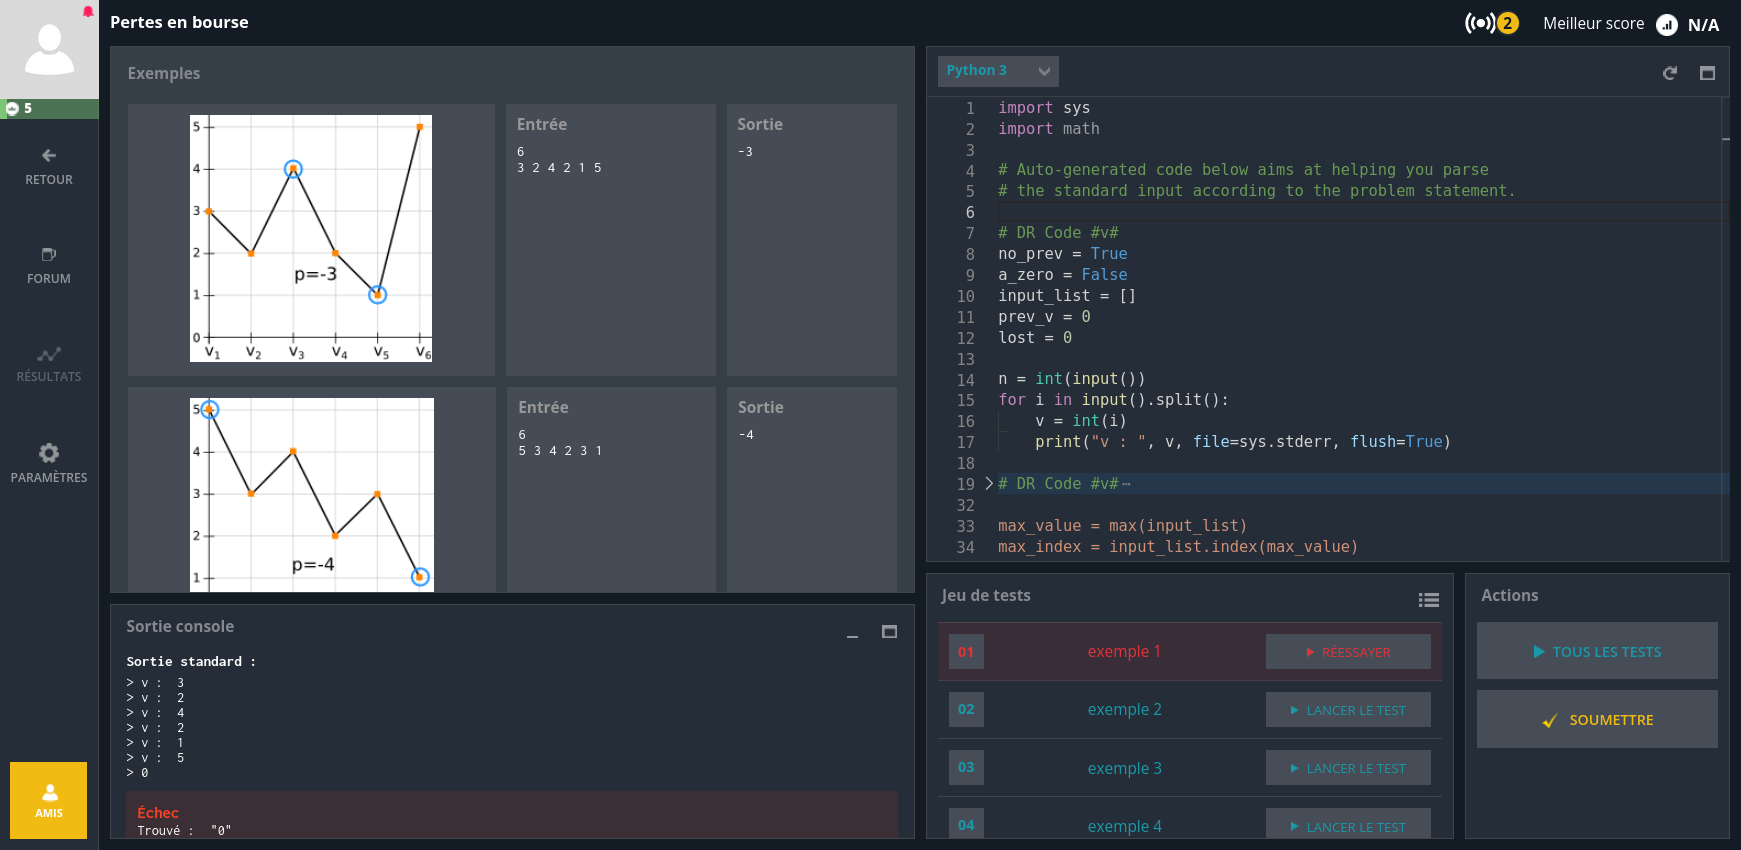 Pertes en bourse
2
Meilleur score
N/A
5
RETOUR
FORUM
RÉSULTATS
PARAMÈTRES
AMIS
Exemples
5
4
3
2
1
0
V1 V2 V3 V4 V5 V6
p=-3
Entrée
6
3 2 4 2 1 5
Sortie
-3
5
4
3
2
1
p=-4
Entrée
6
5 3 4 2 3 1
Sortie
-4
Sortie console
Sortie standard :
> v :  3
> v :  2
> v :  4
> v :  2
> v :  1
> v :  5
> 0
Échec
Trouvé :  "0"
Python 3
1 import sys
2 import math
3
4 # Auto-generated code below aims at helping you parse
5 # the standard input according to the problem statement.
6
7 # DR Code #v#
8 no_prev = True
9 a_zero = False
10 input_list = []
11 prev_v = 0
12 lost = 0
13
14 n = int(input())
15 for i in input().split():
16     v = int(i)
17     print("v : ", v, file=sys.stderr, flush=True)
18
19 # DR Code #v#⋯
32
33 max_value = max(input_list)
34 max_index = input_list.index(max_value)
Jeu de tests
01 exemple 1 RÉESSAYER
02 exemple 2 LANCER LE TEST
03 exemple 3 LANCER LE TEST
04 exemple 4 LANCER LE TEST
Actions
TOUS LES TESTS
SOUMETTRE